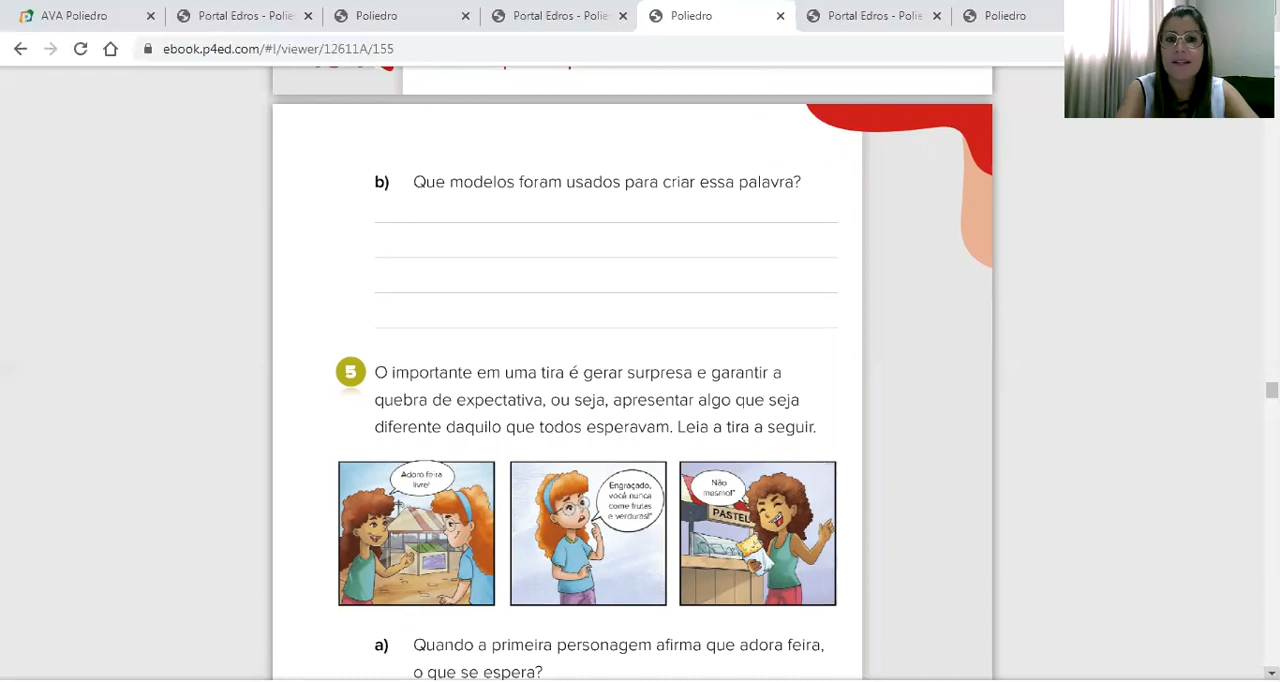 AVA Poliedro
Portal Edros - Polie
Poliedro
Portal Edros - Polie
Poliedro
Portal Edros - Polie
Poliedro
ebook.p4ed.com/#!/viewer/12611A/155
b) Que modelos foram usados para criar essa palavra?
5 O importante em uma tira é gerar surpresa e garantir a
quebra de expectativa, ou seja, apresentar algo que seja
diferente daquilo que todos esperavam. Leia a tira a seguir.
Adoro feira
livre!
Engraçado,
você nunca
come frutas
e verduras!
Não
mesmo!
PASTEL
a) Quando a primeira personagem afirma que adora feira,
o que se espera?